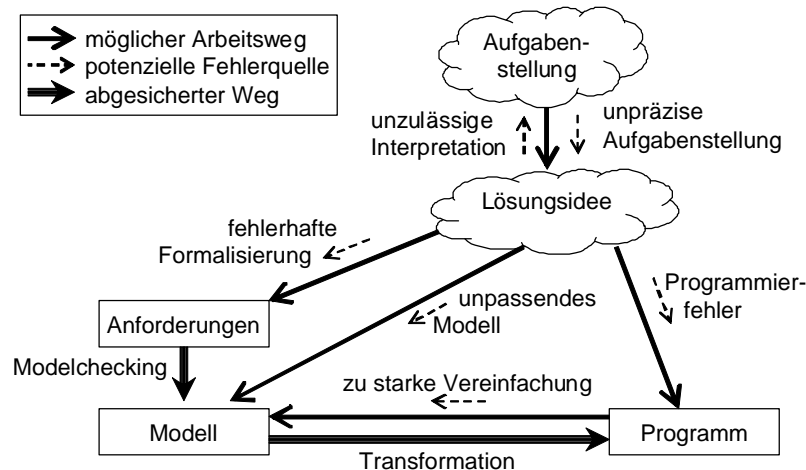 möglicher Arbeitsweg
potenzielle Fehlerquelle
abgesicherter Weg
Aufgaben-
stellung
unzulässige
Interpretation
unpräzise
Aufgabenstellung
Lösungsidee
fehlerhafte
Formalisierung
Programmier-
fehler
unpassendes
Modell
Anforderungen
Modelchecking
zu starke Vereinfachung
Modell
Programm
Transformation